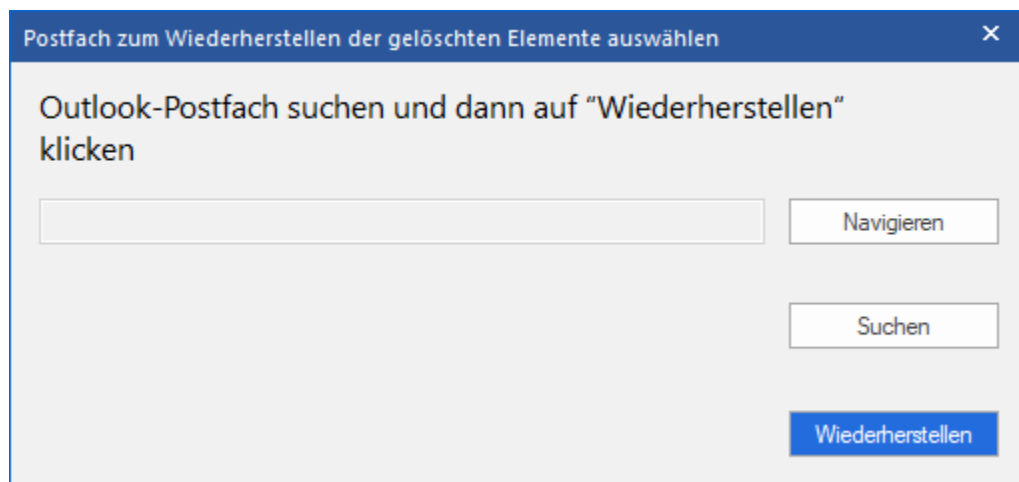 Postfach zum Wiederherstellen der gelöschten Elemente auswählen
Outlook-Postfach suchen und dann auf “Wiederherstellen“
klicken
Navigieren
Suchen
Wiederherstellen